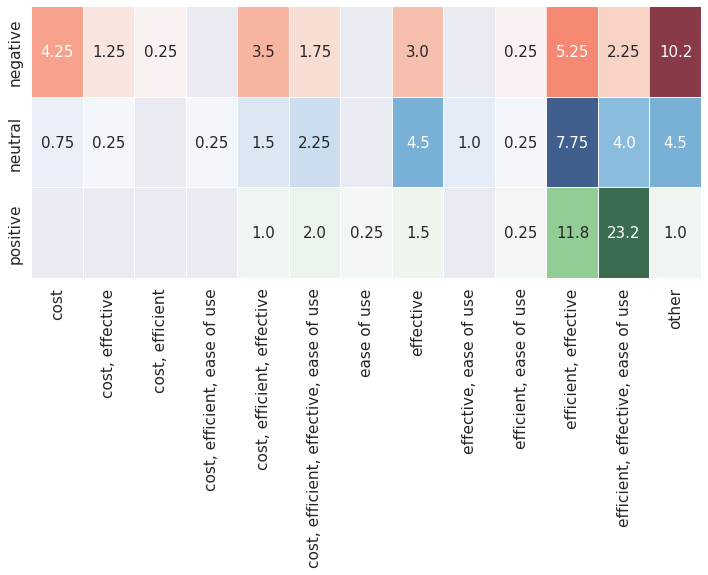 negative 4.25 1.25 0.25 3.5 1.75 3.0 0.25 5.25 2.25 10.2
neutral 0.75 0.25 0.25 1.5 2.25 4.5 1.0 0.25 7.75 4.0 4.5
positive 1.0 2.0 0.25 1.5 0.25 11.8 23.2 1.0
cost
cost, effective
cost, efficient
cost, efficient, ease of use
cost, efficient, effective
cost, efficient, effective, ease of use
ease of use
effective
effective, ease of use
efficient, ease of use
efficient, effective
efficient, effective, ease of use
other